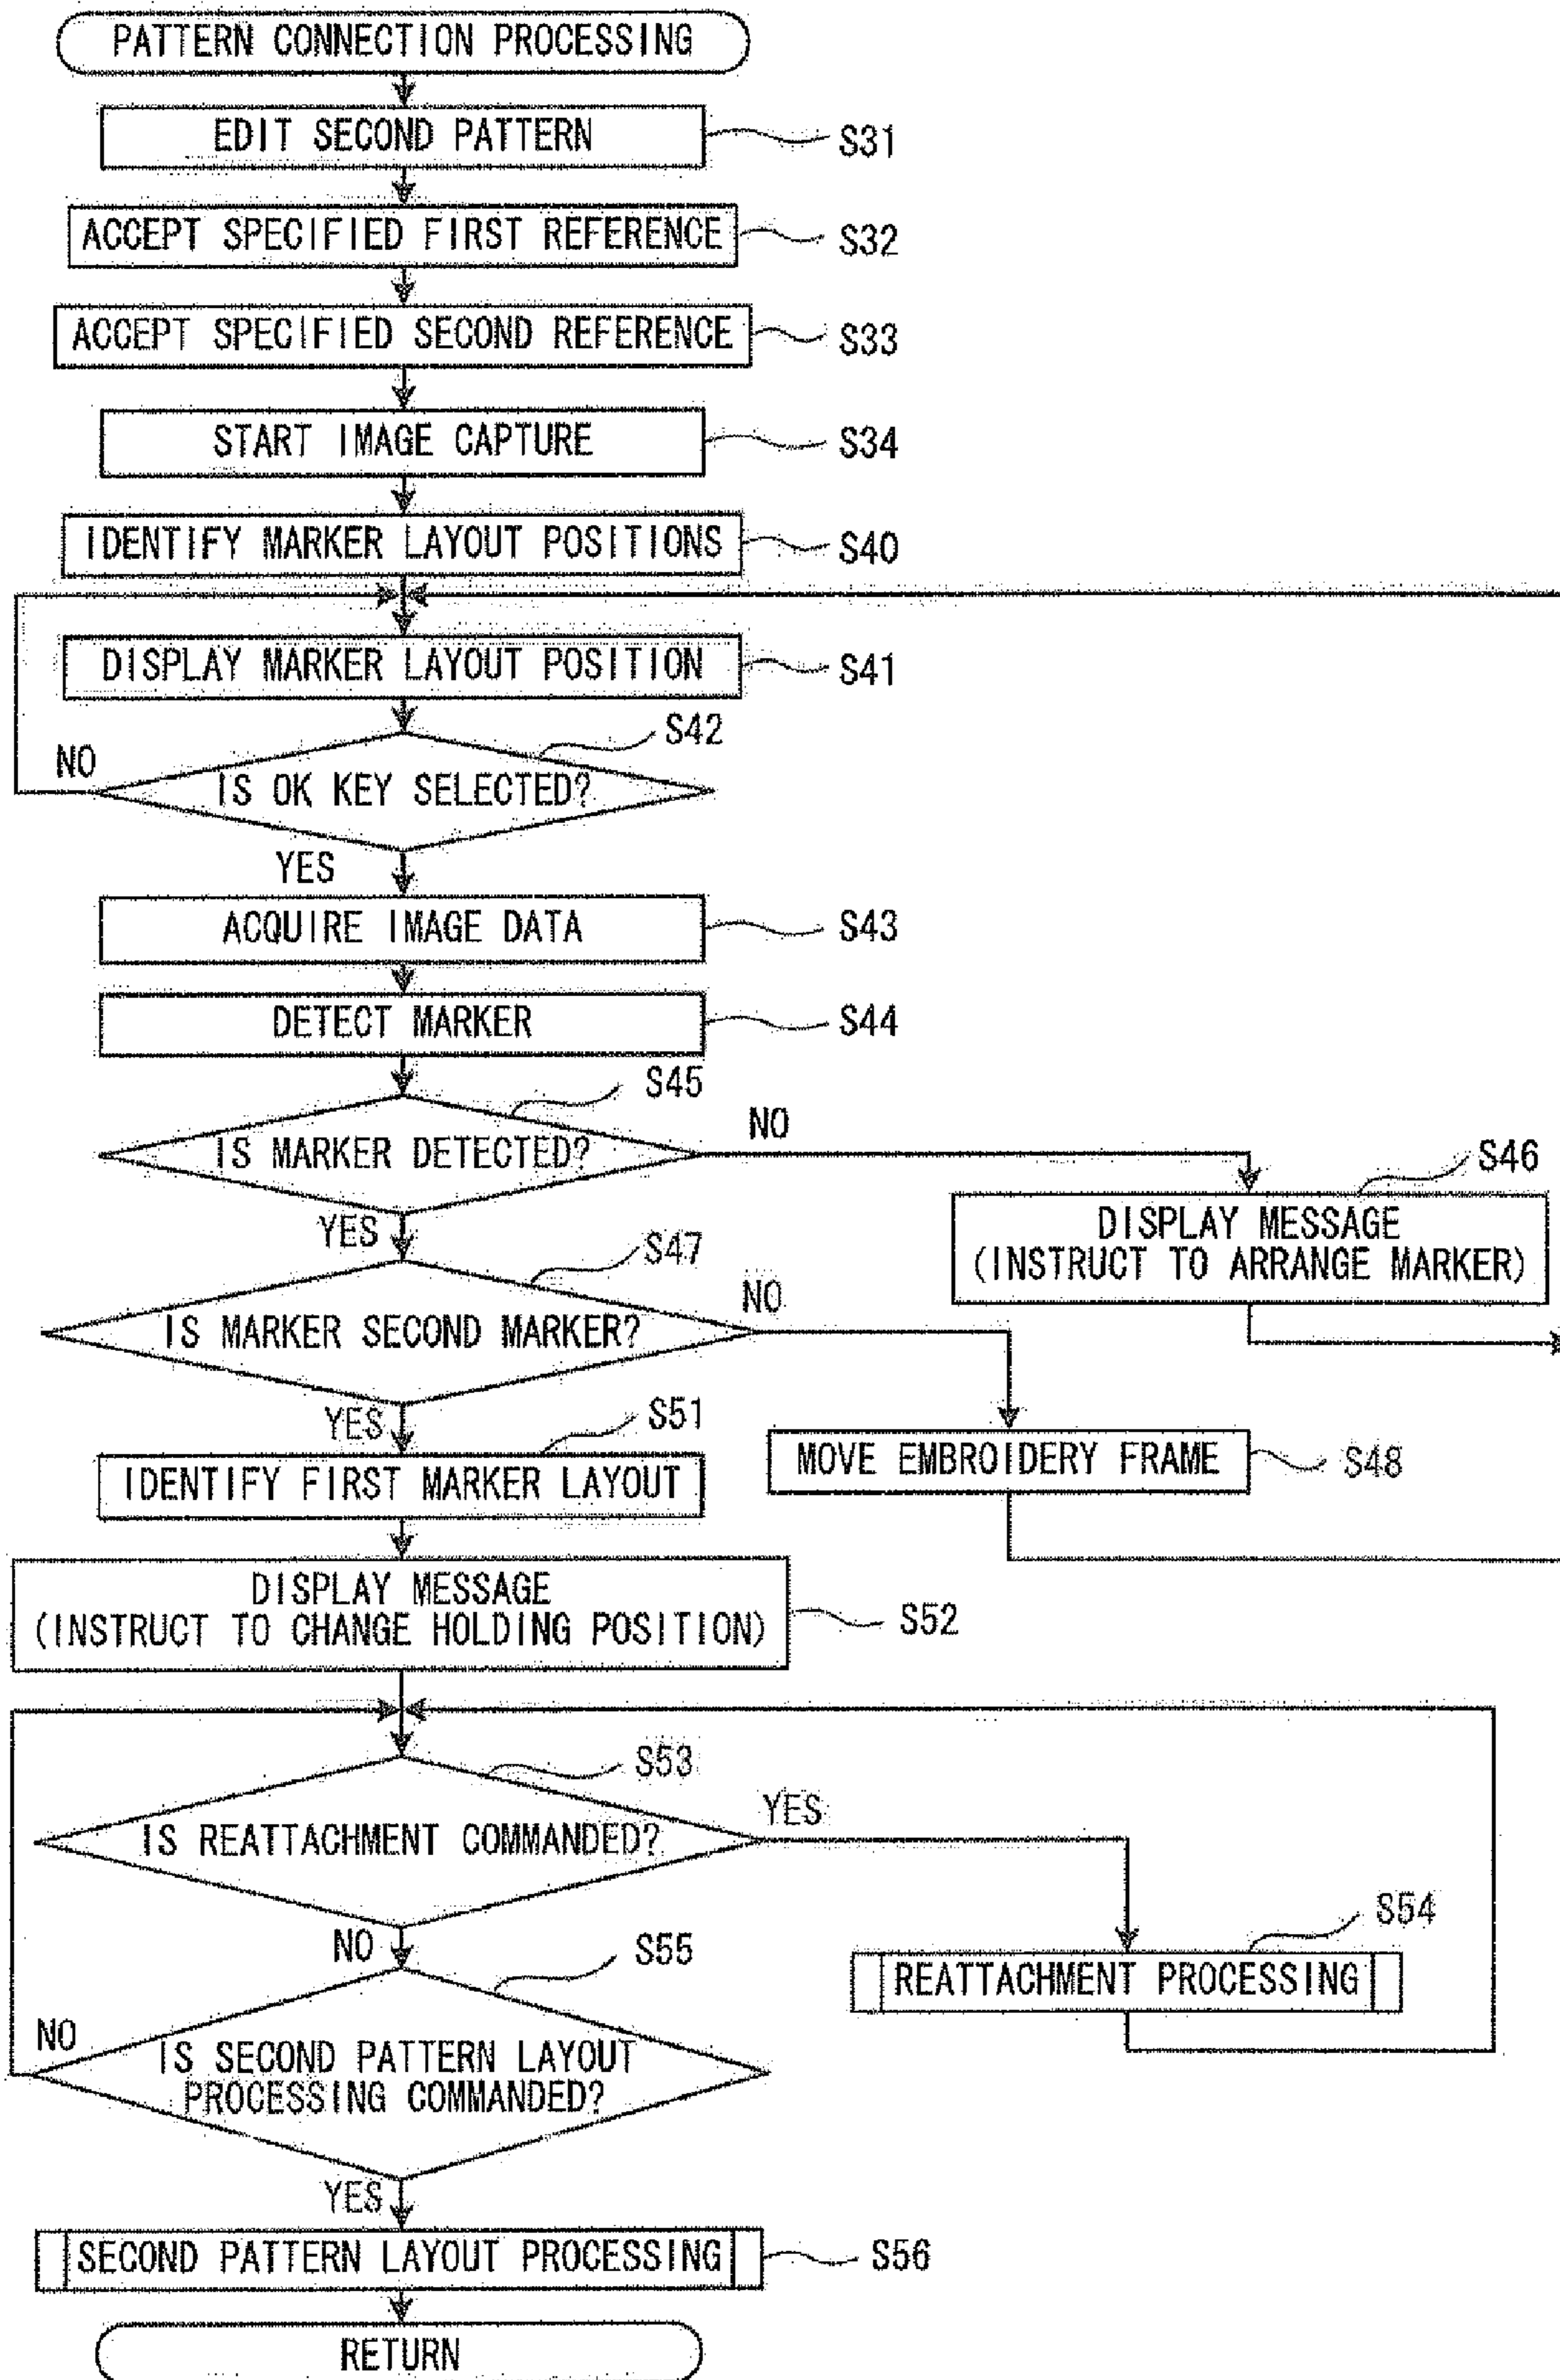 PATTERN CONNECTION PROCESSING
EDIT SECOND PATTERN
S31
ACCEPT SPECIFIED FIRST REFERENCE
S32
ACCEPT SPECIFIED SECOND REFERENCE
S33
START IMAGE CAPTURE
S34
IDENTIFY MARKER LAYOUT POSITIONS
S40
DISPLAY MARKER LAYOUT POSITION
S41
S42
NO
IS OK KEY SELECTED?
YES
ACQUIRE IMAGE DATA
S43
DETECT MARKER
S44
S45
NO
IS MARKER DETECTED?
S46
DISPLAY MESSAGE
(INSTRUCT TO ARRANGE MARKER)
YES
S47
NO
IS MARKER SECOND MARKER?
YES
S51
IDENTIFY FIRST MARKER LAYOUT
MOVE EMBROIDERY FRAME
S48
DISPLAY MESSAGE
(INSTRUCT TO CHANGE HOLDING POSITION)
S52
S53
YES
IS REATTACHMENT COMMANDED?
S54
REATTACHMENT PROCESSING
NO
S55
NO
IS SECOND PATTERN LAYOUT
PROCESSING COMMANDED?
YES
SECOND PATTERN LAYOUT PROCESSING
S56
RETURN